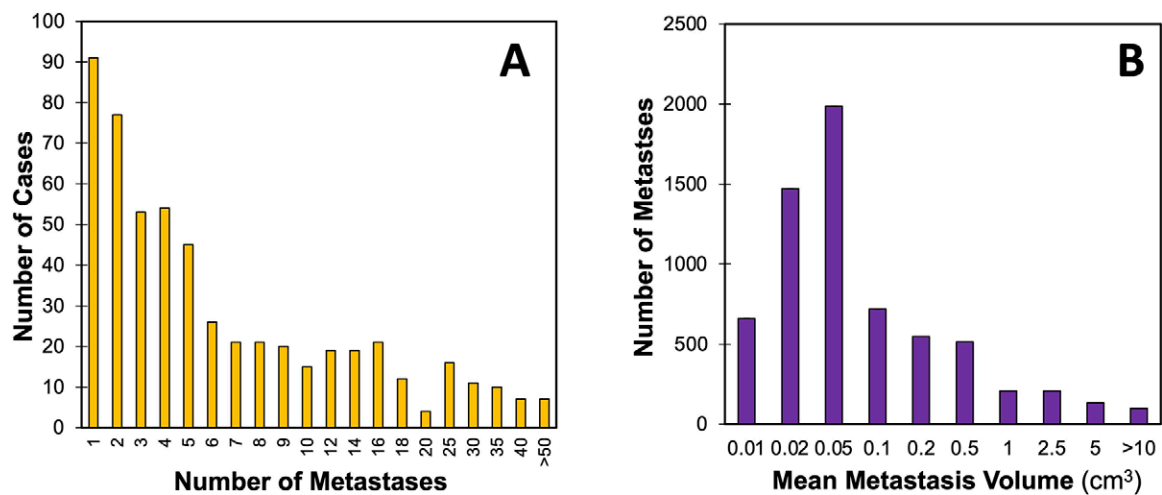 A
Number of Cases
100
90
80
70
60
50
40
30
20
10
0
1 2 3 4 5 6 7 8 9 10 12 14 16 18 20 25 30 35 40 >50
Number of Metastases
B
Number of Metastses
2500
2000
1500
1000
500
0
0.01 0.02 0.05 0.1 0.2 0.5 1 2.5 5 >10
Mean Metastasis Volume (cm³)